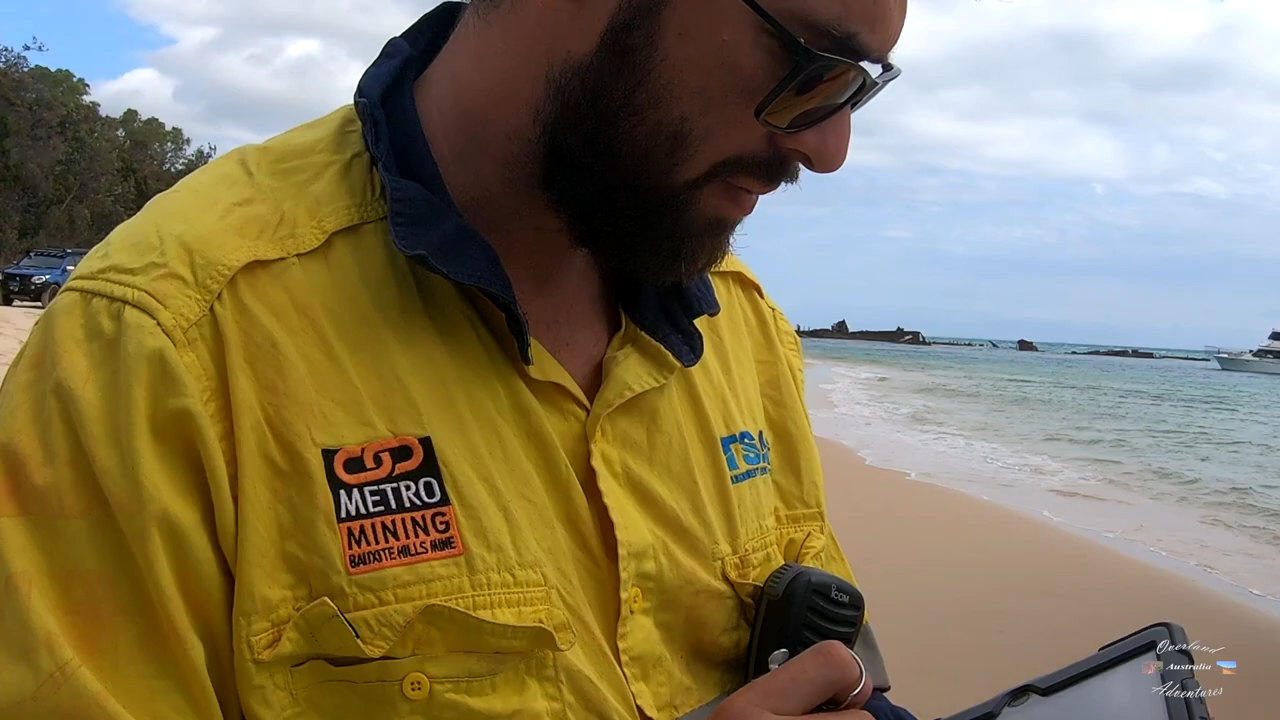 METRO
MINING
BAUXITE HILLS MINE
TSA
ICOM
Overland
Australia
Adventures